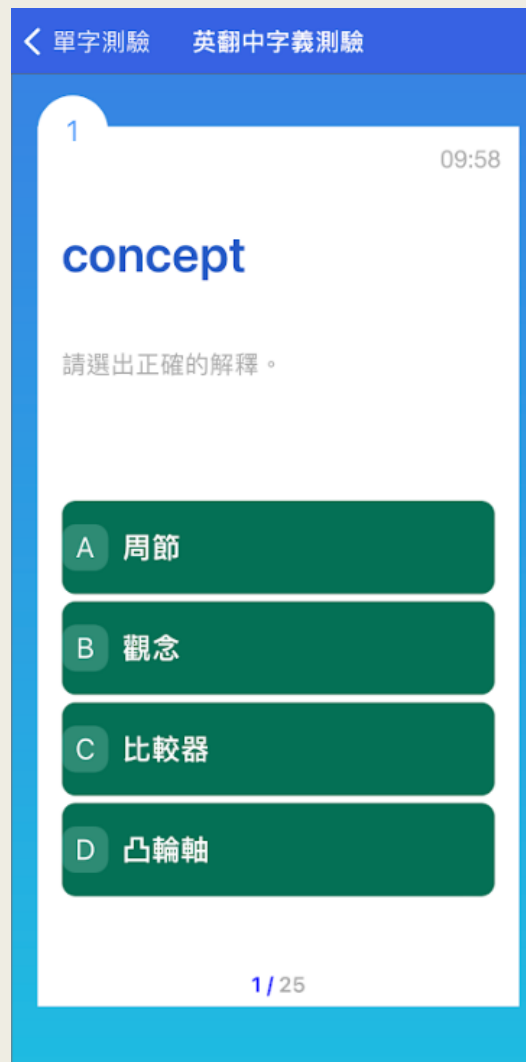 單字測驗 英翻中字義測驗
1
09:58
concept
請選出正確的解釋。
A 周節
B 觀念
C 比較器
D 凸輪軸
1 / 25